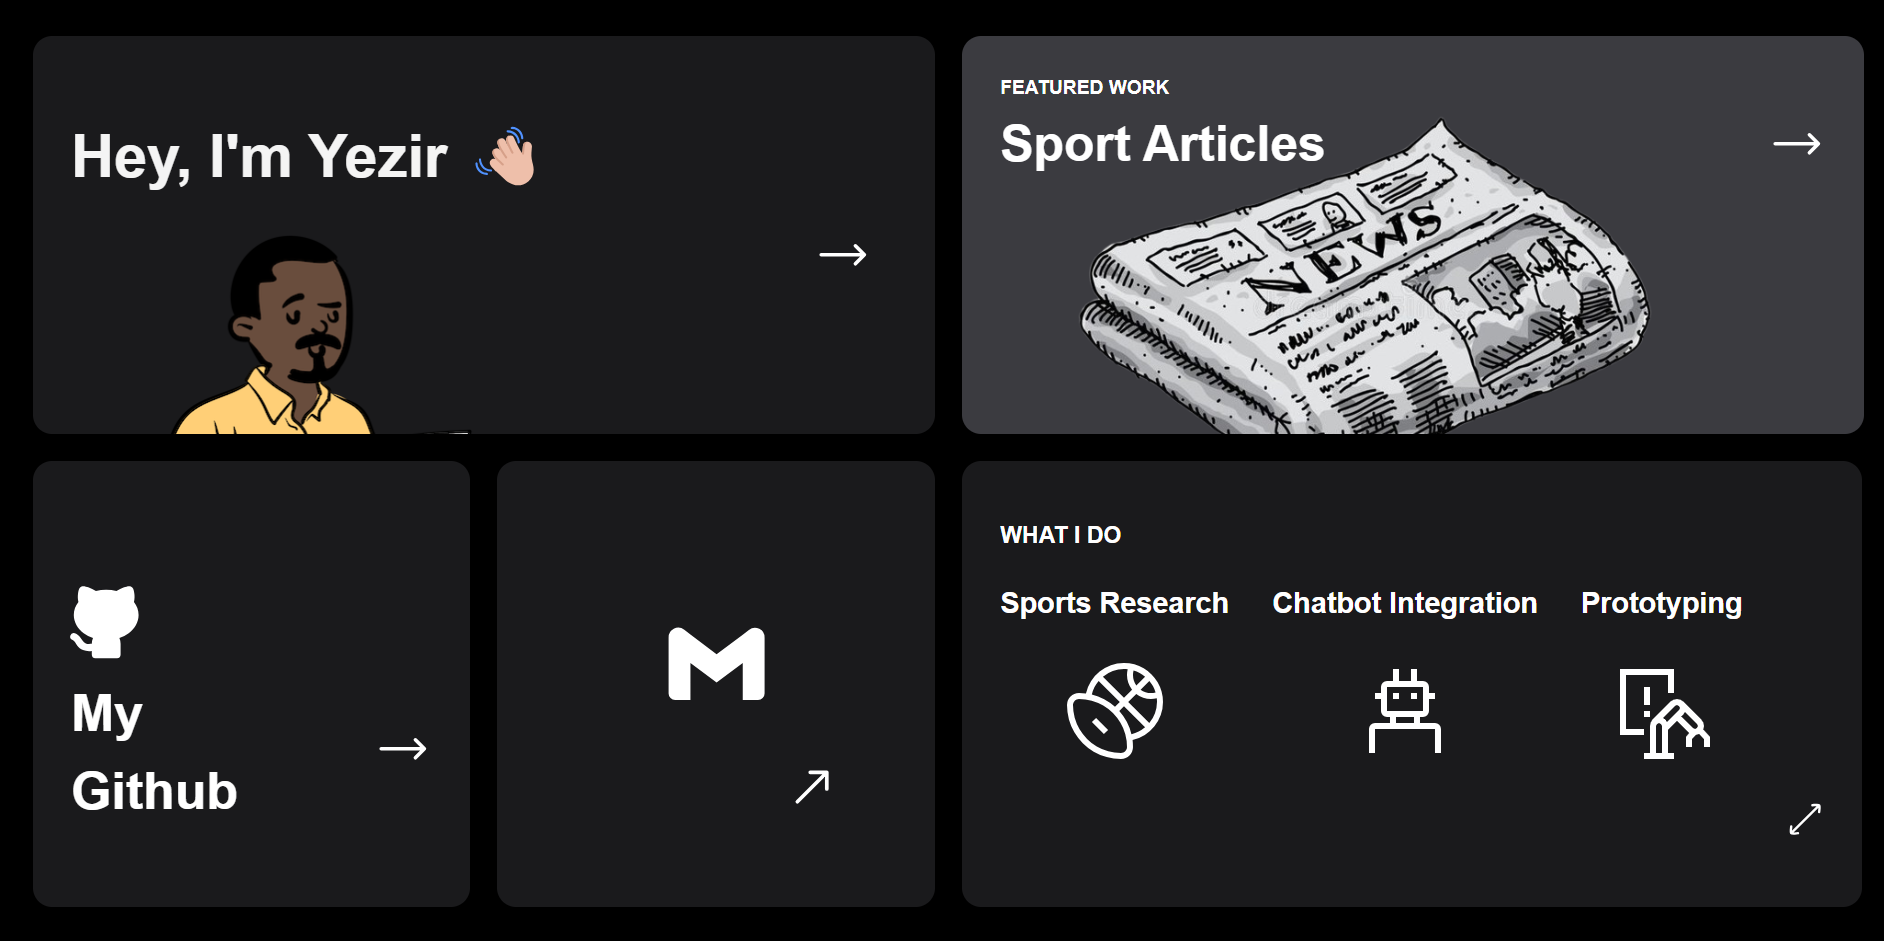 Hey, I'm Yezir
FEATURED WORK
Sport Articles
NEWS
My
Github
WHAT I DO
Sports Research
Chatbot Integration
Prototyping